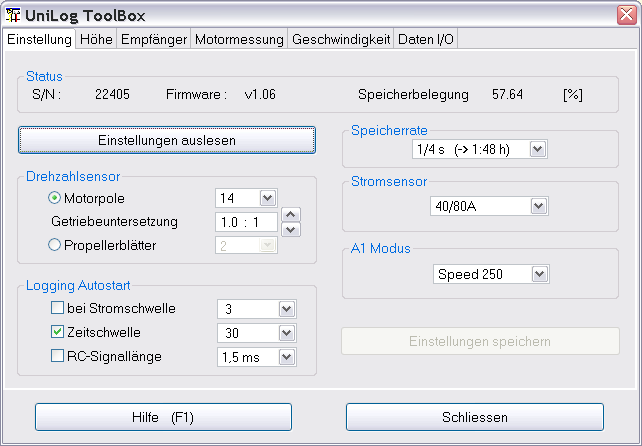 UniLog ToolBox
Einstellung Höhe Empfänger Motormessung Geschwindigkeit Daten I/O
Status
S/N : 22405 Firmware : v1.06 Speicherbelegung 57.64 [%]
Einstellungen auslesen
Speicherrate
1/4 s (-> 1:48 h)
Drehzahlsensor
Motorpole 14
Getriebeuntersetzung 1.0 : 1
Propellerblätter 2
Stromsensor
40/80A
A1 Modus
Speed 250
Logging Autostart
bei Stromschwelle 3
Zeitschwelle 30
RC-Signallänge 1,5 ms
Einstellungen speichern
Hilfe (F1)
Schliessen